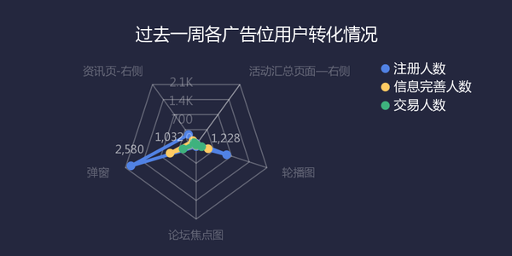 过去一周各广告位用户转化情况
资讯页-右侧
活动汇总页面—右侧
注册人数
信息完善人数
交易人数
2.1K
1.4K
700
0
1,032
1,228
2,580
弹窗
轮播图
论坛焦点图